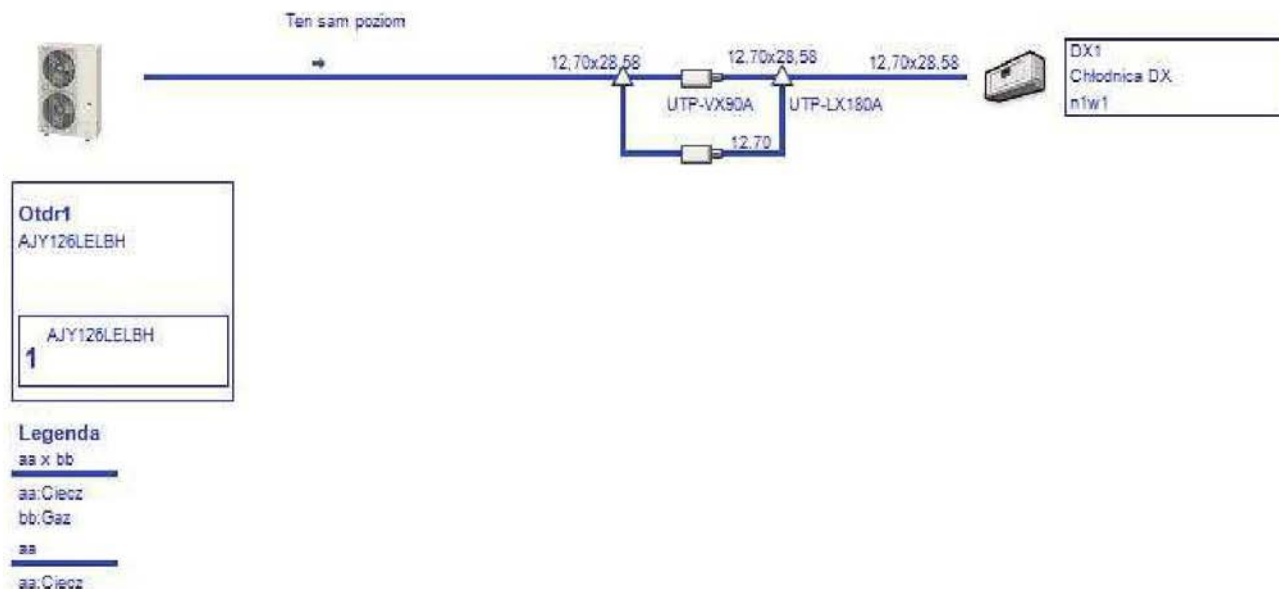 Ten sam poziom
12,70x28,58
12,70x28,58
12,70x28,58
UTP-VX90A
UTP-LX180A
12.70
DX1
Chłodnica DX
n1w1
Otdr1
AJY126LELBH
AJY126LELBH
1
Legenda
aa x bb
aa:Ciecz
bb:Gaz
aa
aa:Ciecz